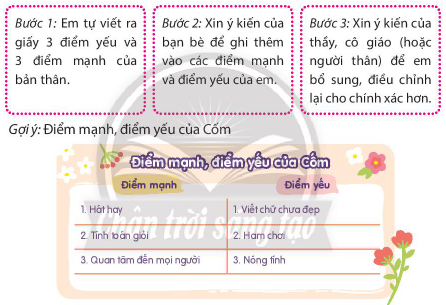 Bước 1: Em tự viết ra
giấy 3 điểm yếu và
3 điểm mạnh của
bản thân.
Bước 2: Xin ý kiến của
bạn bè để ghi thêm
vào các điểm mạnh
và điểm yếu của em.
Bước 3: Xin ý kiến của
thầy, cô giáo (hoặc
người thân) để em
bổ sung, điều chỉnh
lại cho chính xác hơn.
Gợi ý: Điểm mạnh, điểm yếu của Cốm
Điểm mạnh, điểm yếu của Cốm
Điểm mạnh
Điểm yếu
1. Hát hay
1. Viết chữ chưa đẹp
2. Tính toán giỏi
2. Ham chơi
3. Quan tâm đến mọi người
3. Nóng tính
Chân trời sáng tạo